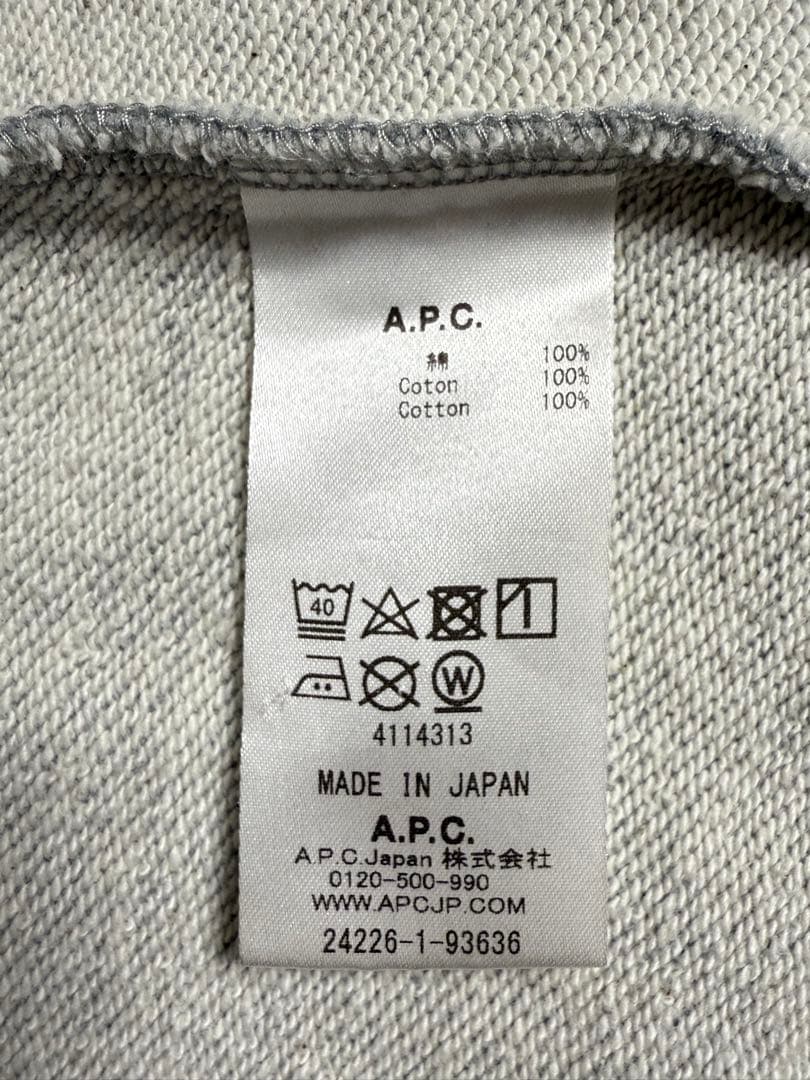 A.P.C.
綿 100%
Coton 100%
Cotton 100%
40
W
4114313
MADE IN JAPAN
A.P.C.
A.P.C.Japan 株式会社
0120-500-990
WWW.APCJP.COM
24226-1-93636